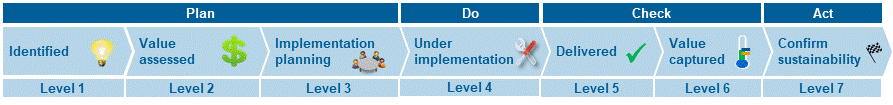 Plan
Do
Check
Act
Identified
Value
assessed
Implementation
planning
Under
implementation
Delivered
Value
captured
Confirm
sustainability
Level 1
Level 2
Level 3
Level 4
Level 5
Level 6
Level 7